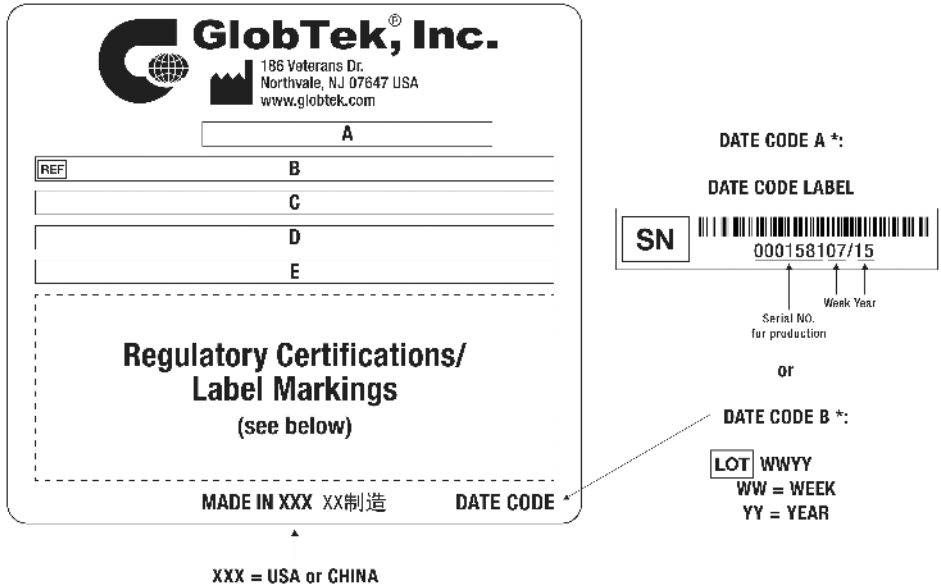 GlobTek,® Inc.
186 Veterans Dr.
Northvale, NJ 07647 USA
www.globtek.com
A
REF B
C
D
E
Regulatory Certifications/
Label Markings
(see below)
MADE IN XXX XX制造 DATE CODE
XXX = USA or CHINA
DATE CODE A *:
DATE CODE LABEL
SN
000158107/15
Week Year
Serial NO.
for production
or
DATE CODE B *:
LOT WWYY
WW = WEEK
YY = YEAR